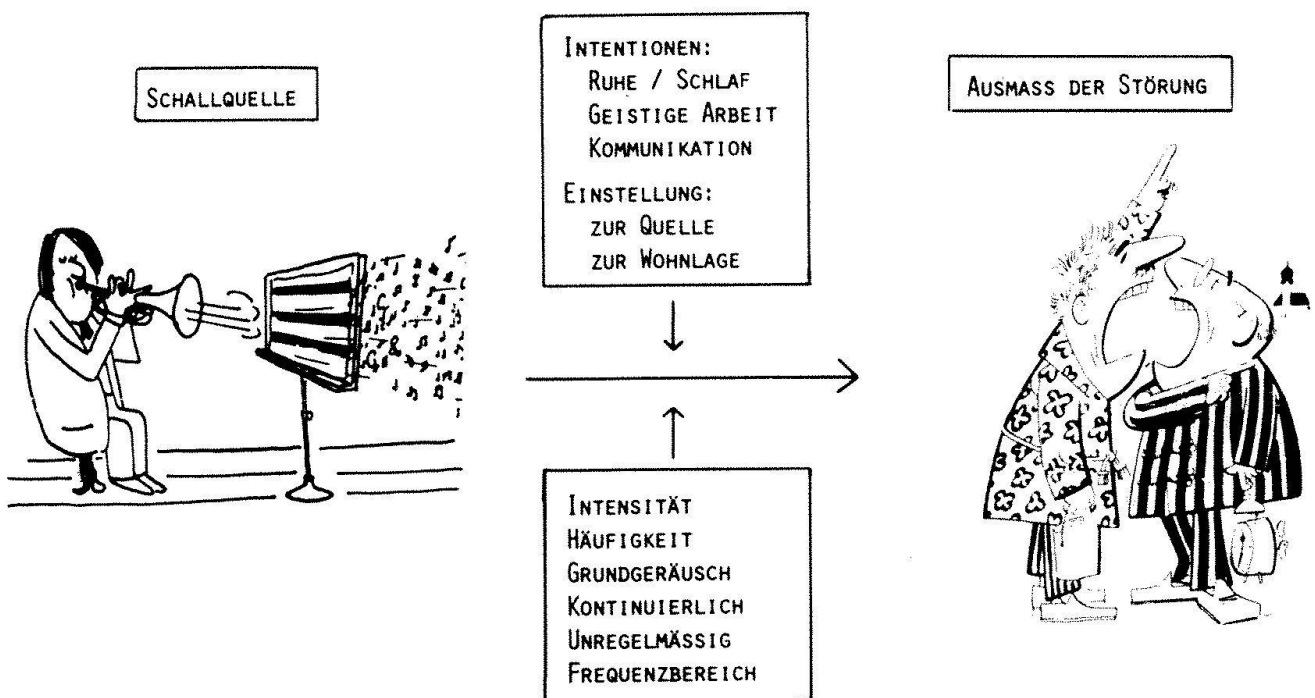 SCHALLQUELLE
INTENTIONEN:
RUHE / SCHLAF
GEISTIGE ARBEIT
KOMMUNIKATION
EINSTELLUNG:
ZUR QUELLE
ZUR WOHNLAGE
INTENSITÄT
HÄUFIGKEIT
GRUNDGERÄUSCH
KONTINUIERLICH
UNREGELMÄSSIG
FREQUENZBEREICH
AUSMASS DER STÖRUNG